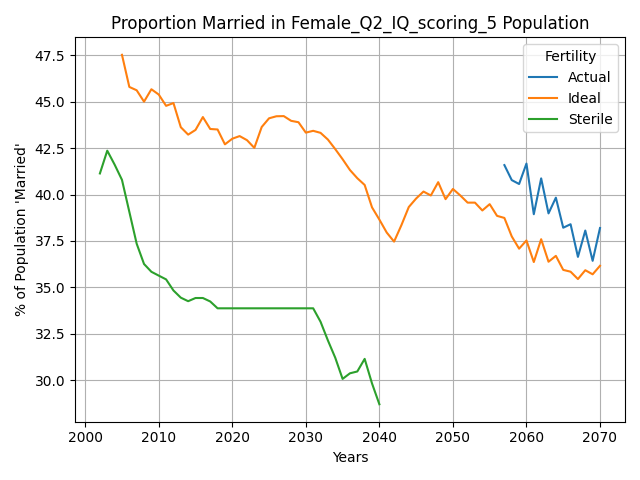 Proportion Married in Female_Q2_IQ_scoring_5 Population
Fertility
Actual
Ideal
Sterile
% of Population 'Married'
47.5
45.0
42.5
40.0
37.5
35.0
32.5
30.0
2000 2010 2020 2030 2040 2050 2060 2070
Years